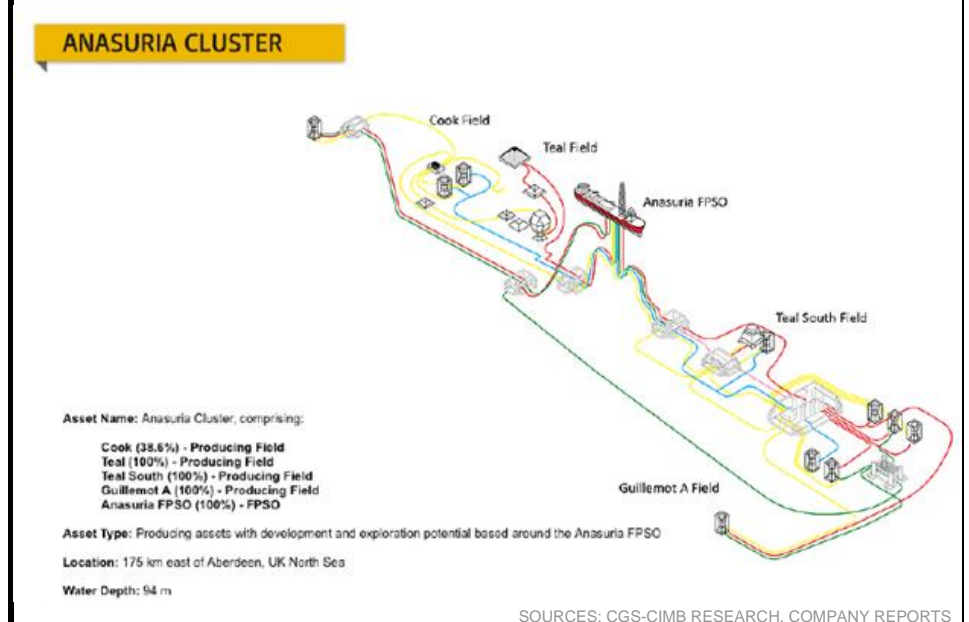 ANASURIA CLUSTER
Cook Field
Teal Field
Anasuria FPSO
Teal South Field
Guillemot A Field
Asset Name: Anasuria Cluster, comprising:
Cook (38.6%) - Producing Field
Teal (100%) - Producing Field
Teal South (100%) - Producing Field
Guillemot A (100%) - Producing Field
Anasuria FPSO (100%) - FPSO
Asset Type: Producing assets with development and exploration potential based around the Anasuria FPSO
Location: 175 km east of Aberdeen, UK North Sea
Water Depth: 94 m
SOURCES: CGS-CIMB RESEARCH, COMPANY REPORTS